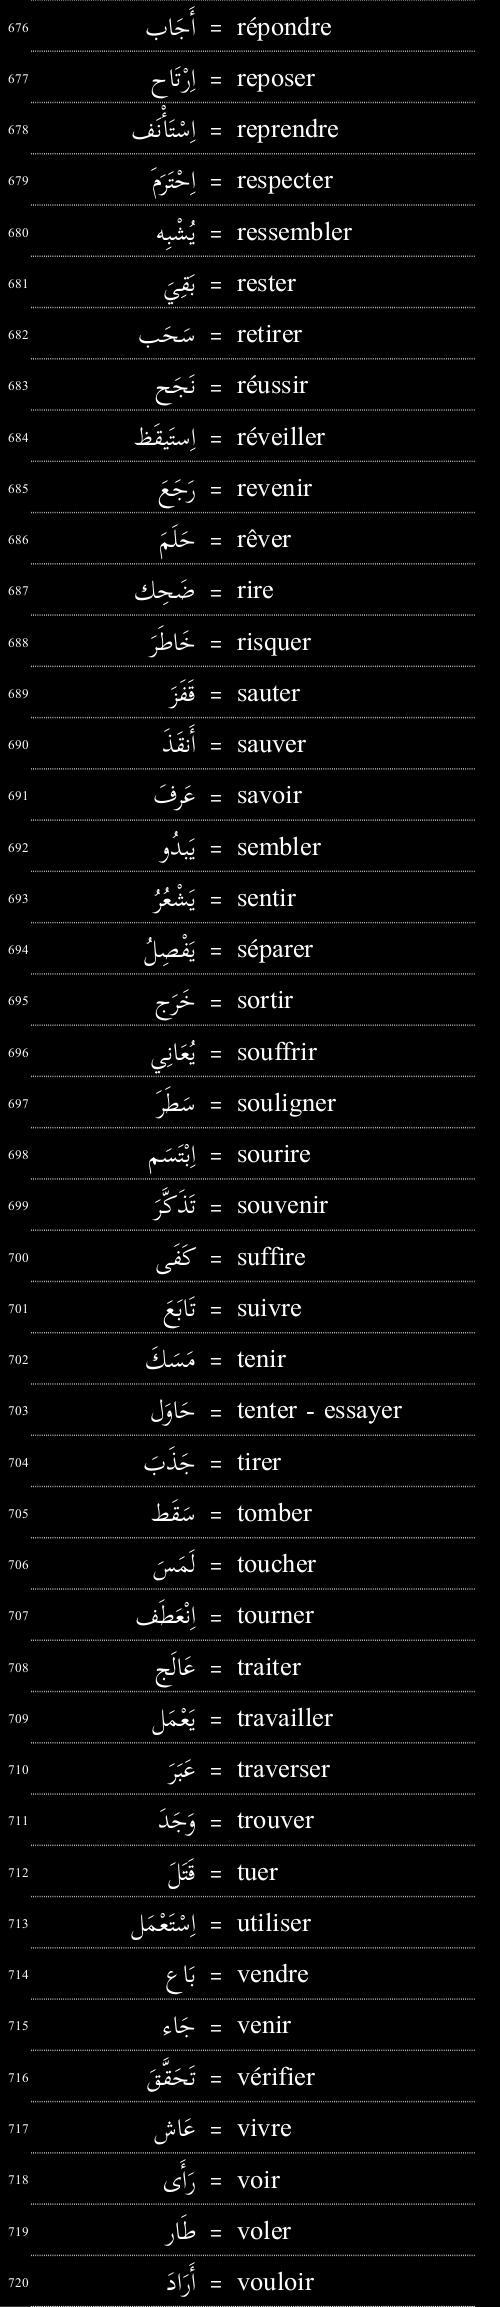 676 أَجَاب = répondre
677 اِرْتَاح = reposer
678 اِسْتَأْنَف = reprendre
679 اِحْتَرَمَ = respecter
680 يُشْبِه = ressembler
681 بَقِيَ = rester
682 سَحَب = retirer
683 نَجَح = réussir
684 اِستَيقَظ = réveiller
685 رَجَعَ = revenir
686 حَلَمَ = rêver
687 ضَحِك = rire
688 خَاطَرَ = risquer
689 قَفَزَ = sauter
690 أَنقَذَ = sauver
691 عَرفَ = savoir
692 يَبدُو = sembler
693 يَشْعُرُ = sentir
694 يَفْصِلُ = séparer
695 خَرَج = sortir
696 يُعَانِي = souffrir
697 سَطَرَ = souligner
698 اِبْتَسَم = sourire
699 تَذَكَّرَ = souvenir
700 كَفَى = suffire
701 تَابَعَ = suivre
702 مَسَكَ = tenir
703 حَاوَل = tenter - essayer
704 جَذَبَ = tirer
705 سَقَط = tomber
706 لَمَسَ = toucher
707 اِنْعَطَف = tourner
708 عَالَج = traiter
709 يَعْمَل = travailler
710 عَبَرَ = traverser
711 وَجَدَ = trouver
712 قَتَلَ = tuer
713 اِسْتَعْمَل = utiliser
714 بَاع = vendre
715 جَاء = venir
716 تَحَقَّقَ = vérifier
717 عَاش = vivre
718 رَأَى = voir
719 طَار = voler
720 أَرَادَ = vouloir